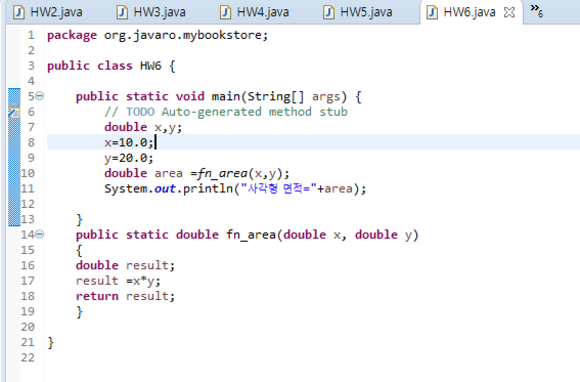 HW2.java HW3.java HW4.java HW5.java HW6.java »6
1 package org.javaro.mybookstore;
2
3 public class HW6 {
4
5 public static void main(String[] args) {
6 // TODO Auto-generated method stub
7 double x,y;
8 x=10.0;
9 y=20.0;
10 double area =fn_area(x,y);
11 System.out.println("사각형 면적="+area);
12
13 }
14 public static double fn_area(double x, double y)
15 {
16 double result;
17 result =x*y;
18 return result;
19 }
20
21 }
22